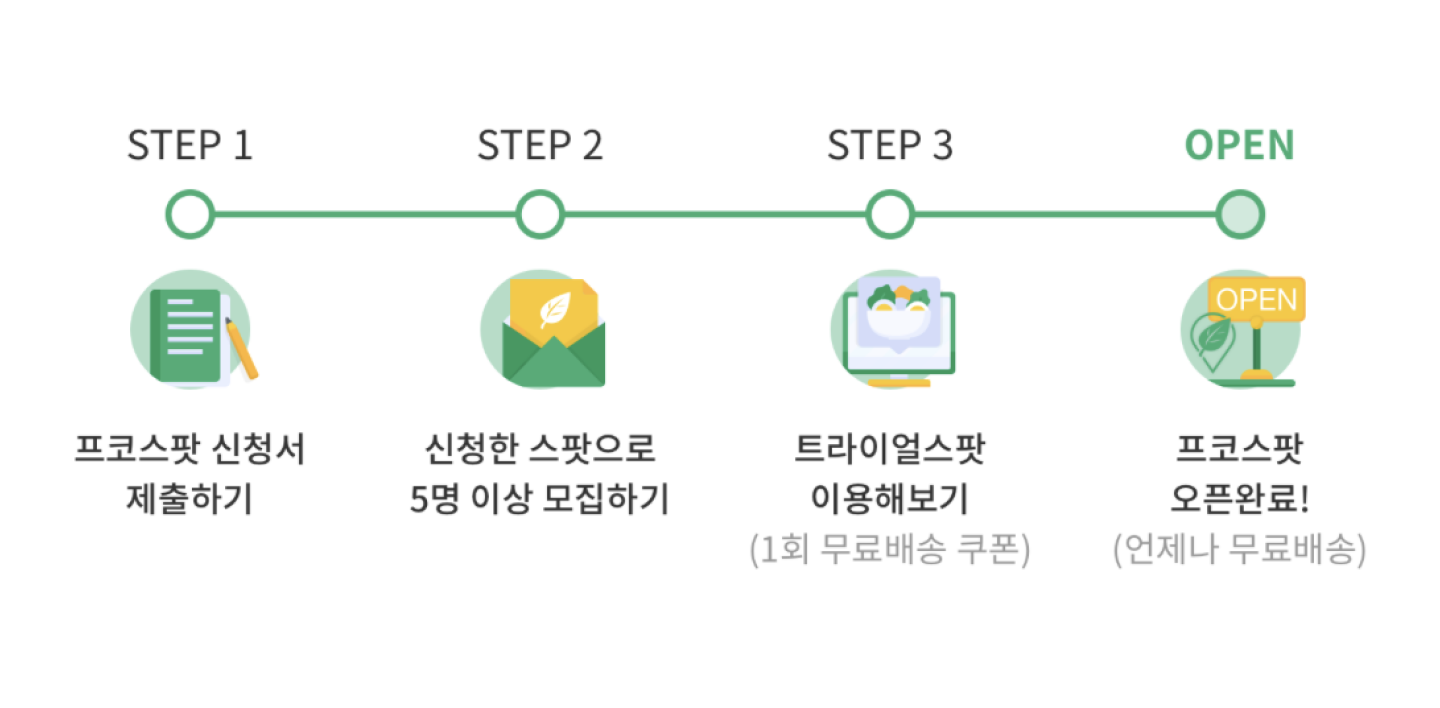 STEP 1
STEP 2
STEP 3
OPEN
OPEN
프코스팟 신청서
제출하기
신청한 스팟으로
5명 이상 모집하기
트라이얼스팟
이용해보기
(1회 무료배송 쿠폰)
프코스팟
오픈완료!
(언제나 무료배송)